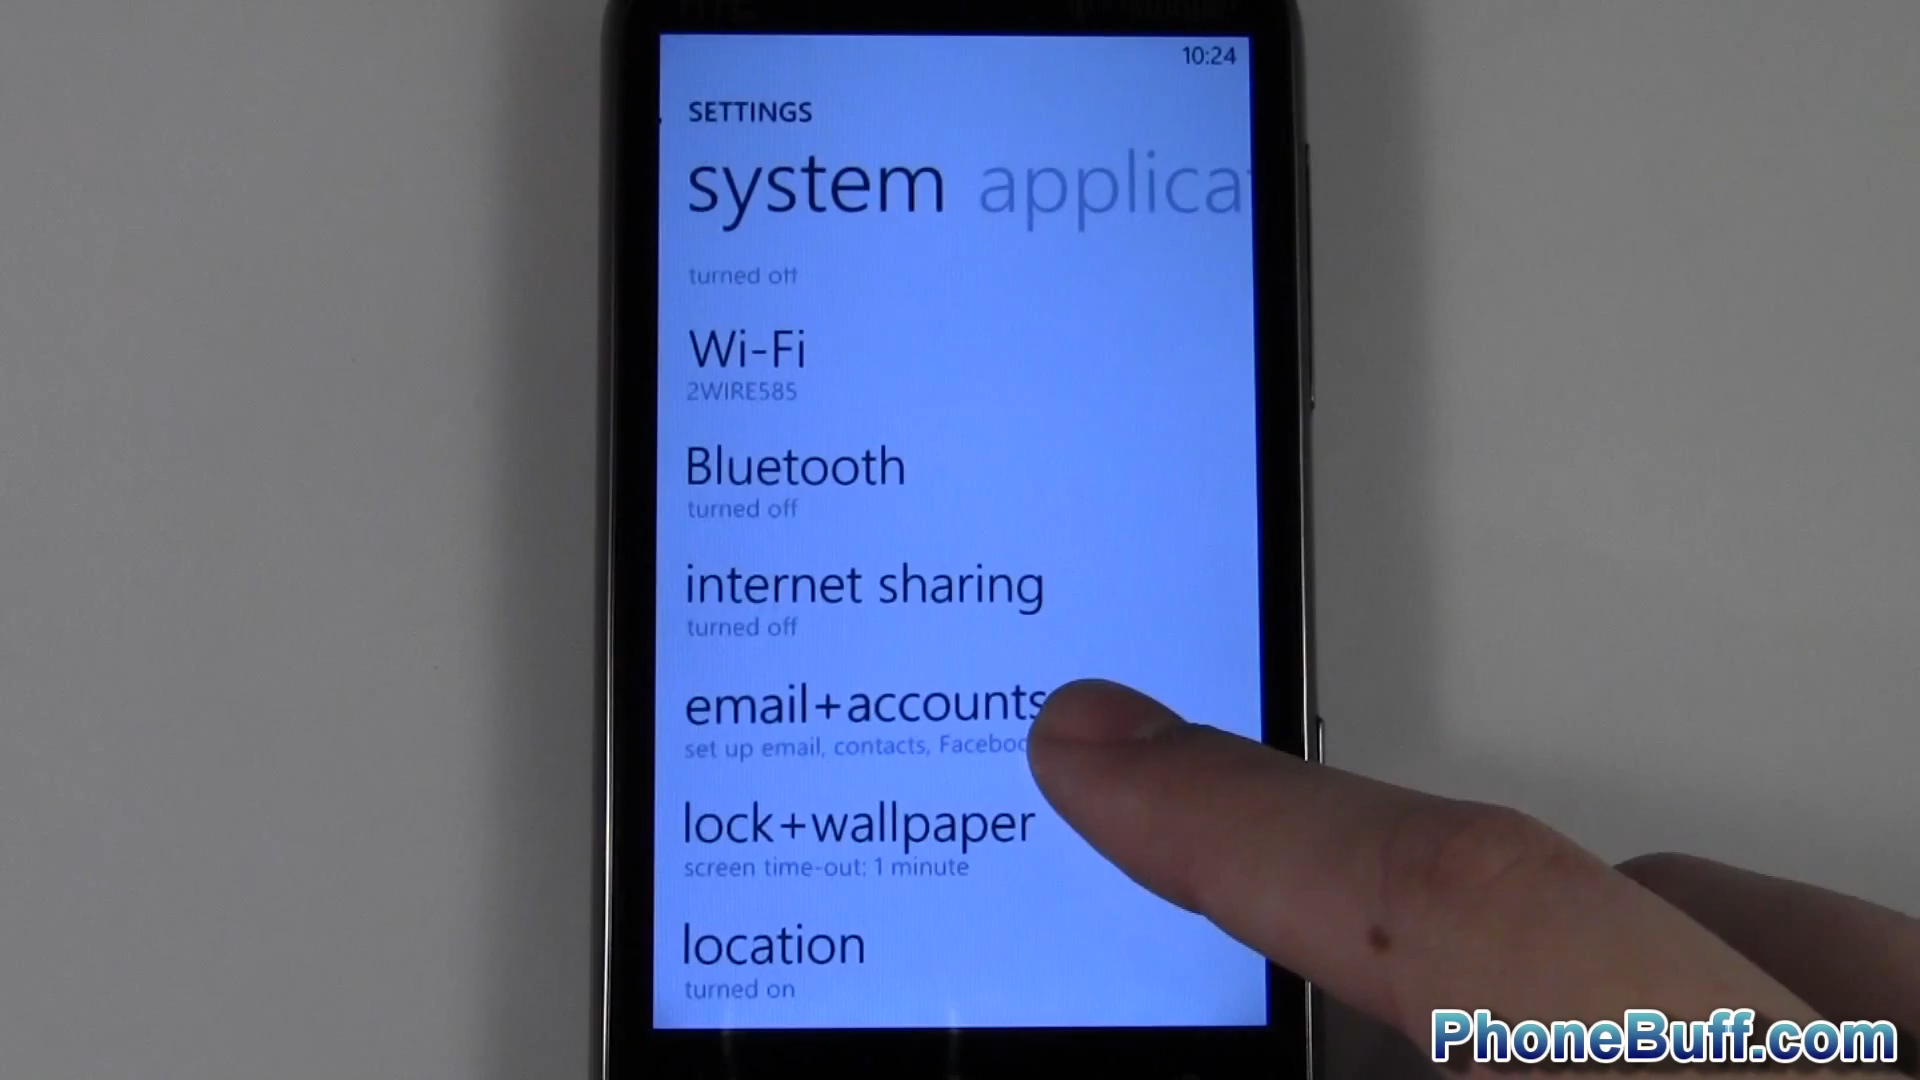 10:24
SETTINGS
system applica
turned off
Wi-Fi
2WIRE585
Bluetooth
turned off
internet sharing
turned off
email+accounts
set up email, contacts, Faceboo
lock+wallpaper
screen time-out: 1 minute
location
turned on
PhoneBuff.com